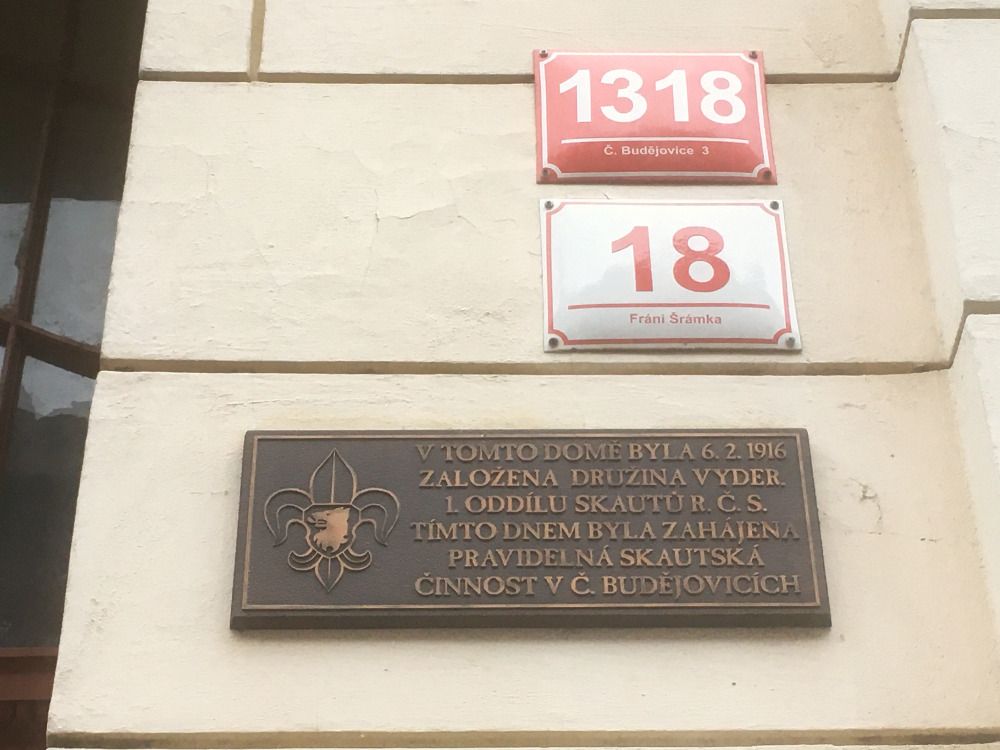 1318
Č. Budějovice 3
18
Fráni Šrámka
V TOMTO DOMĚ BYLA 6. 2. 1916
ZALOŽENA DRUŽINA VYDER.
1. ODDÍLU SKAUTŮ R. Č. S.
TÍMTO DNEM BYLA ZAHÁJENA
PRAVIDELNÁ SKAUTSKÁ
ČINNOST V Č. BUDĚJOVICÍCH